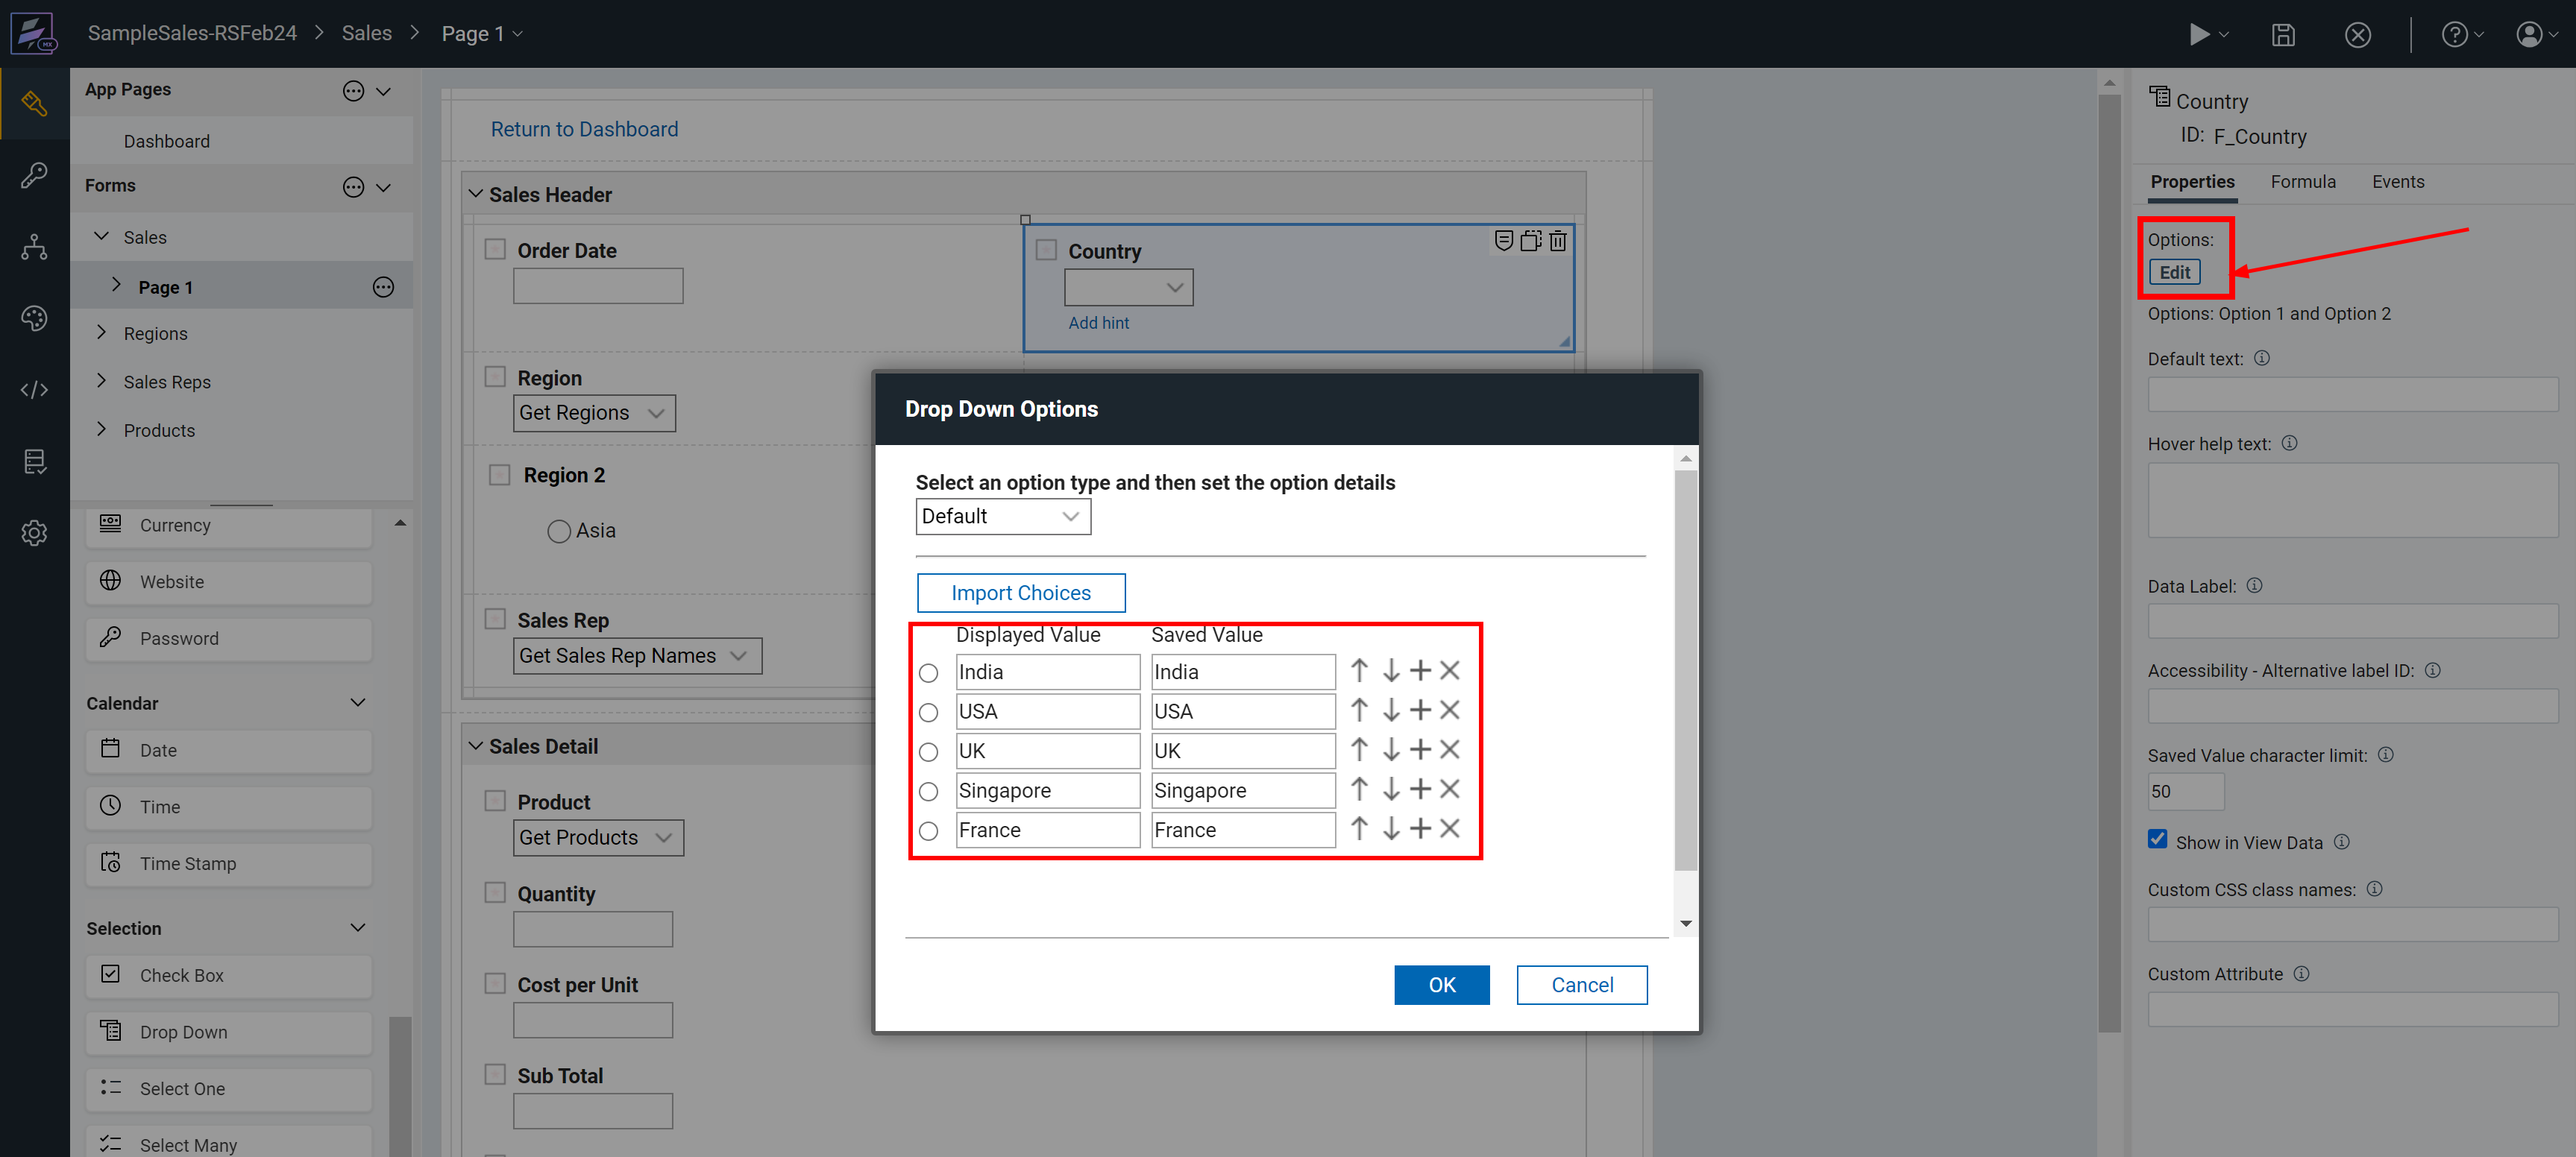 SampleSales-RSFeb24 > Sales > Page 1
App Pages
Dashboard
Forms
Sales
Page 1
Regions
Sales Reps
Products
Currency
Website
Password
Calendar
Date
Time
Time Stamp
Selection
Check Box
Drop Down
Select One
Select Many
Return to Dashboard
Sales Header
Order Date
Country
Add hint
Region
Get Regions
Region 2
Asia
Sales Rep
Get Sales Rep Names
Sales Detail
Product
Get Products
Quantity
Cost per Unit
Sub Total
Drop Down Options
Select an option type and then set the option details
Default
Import Choices
Displayed Value Saved Value
India India
USA USA
UK UK
Singapore Singapore
France France
OK Cancel
Country
ID: F_Country
Properties Formula Events
Options:
Edit
Options: Option 1 and Option 2
Default text:
Hover help text:
Data Label:
Accessibility - Alternative label ID:
Saved Value character limit:
50
Show in View Data
Custom CSS class names:
Custom Attribute